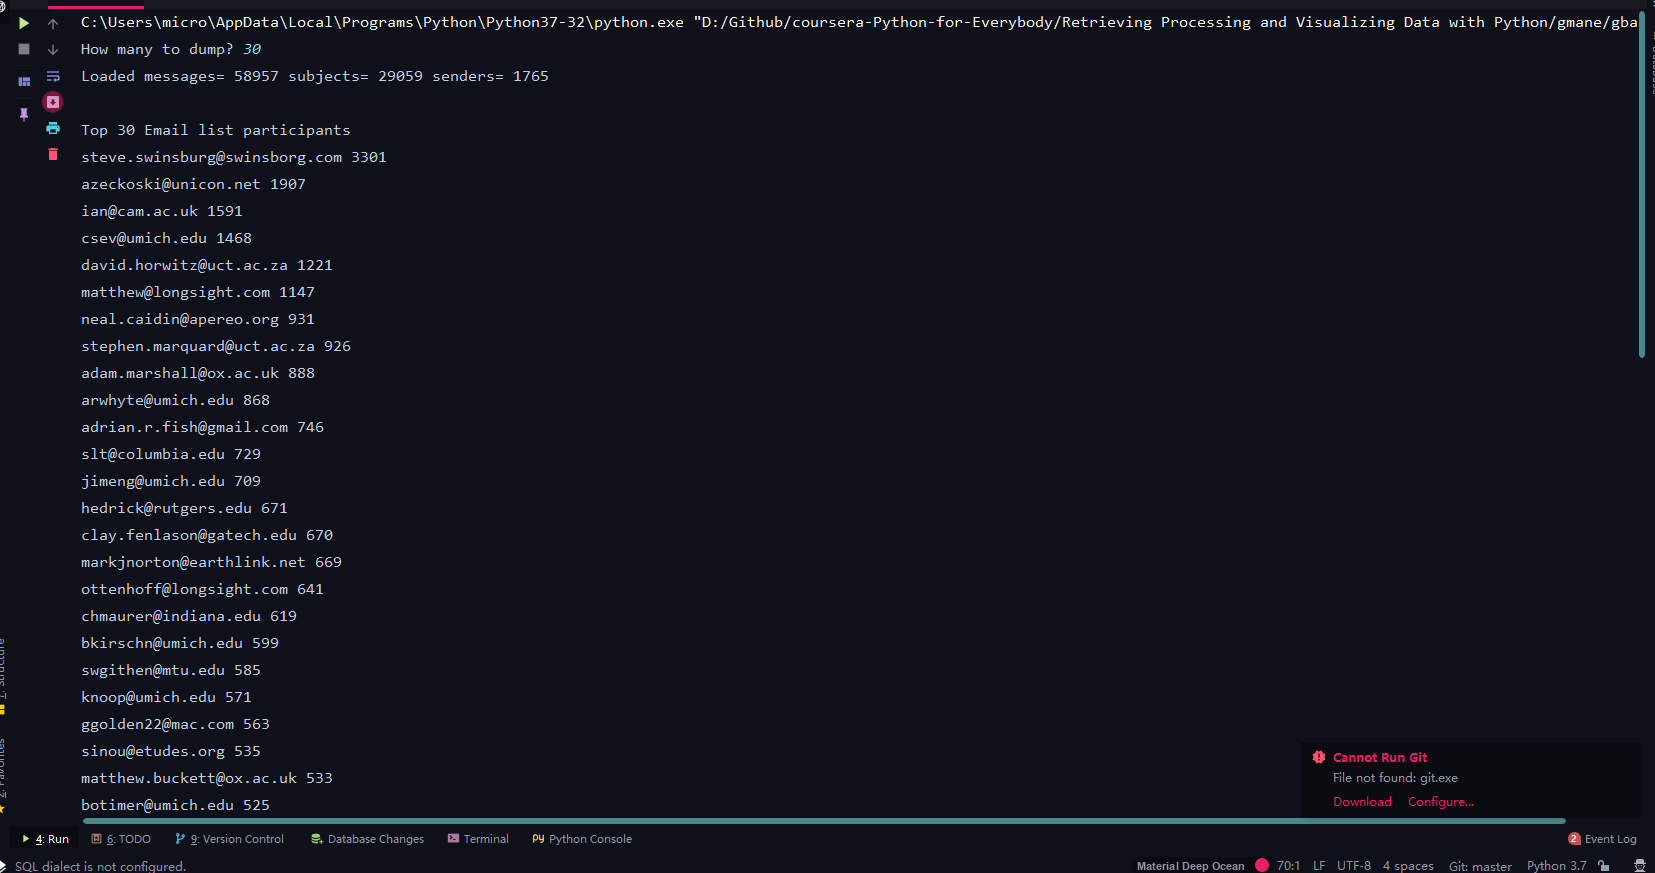 C:\Users\micro\AppData\Local\Programs\Python\Python37-32\python.exe "D:/Github/coursera-Python-for-Everybody/Retrieving Processing and Visualizing Data with Python/gmane/gba
How many to dump? 30
Loaded messages= 58957 subjects= 29059 senders= 1765
Top 30 Email list participants
steve.swinsburg@swinsborg.com 3301
azeckoski@unicon.net 1907
ian@cam.ac.uk 1591
csev@umich.edu 1468
david.horwitz@uct.ac.za 1221
matthew@longsight.com 1147
neal.caidin@apereo.org 931
stephen.marquard@uct.ac.za 926
adam.marshall@ox.ac.uk 888
arwhyte@umich.edu 868
adrian.r.fish@gmail.com 746
slt@columbia.edu 729
jimeng@umich.edu 709
hedrick@rutgers.edu 671
clay.fenlason@gatech.edu 670
markjnorton@earthlink.net 669
ottenhoff@longsight.com 641
chmaurer@indiana.edu 619
bkirschn@umich.edu 599
swgithen@mtu.edu 585
knoop@umich.edu 571
ggolden22@mac.com 563
sinou@etudes.org 535
matthew.buckett@ox.ac.uk 533
botimer@umich.edu 525
Cannot Run Git
File not found: git.exe
Download Configure...
4: Run 6: TODO 9: Version Control Database Changes Terminal Python Console 2 Event Log
SQL dialect is not configured. Material Deep Ocean 70:1 LF UTF-8 4 spaces Git: master Python 3.7